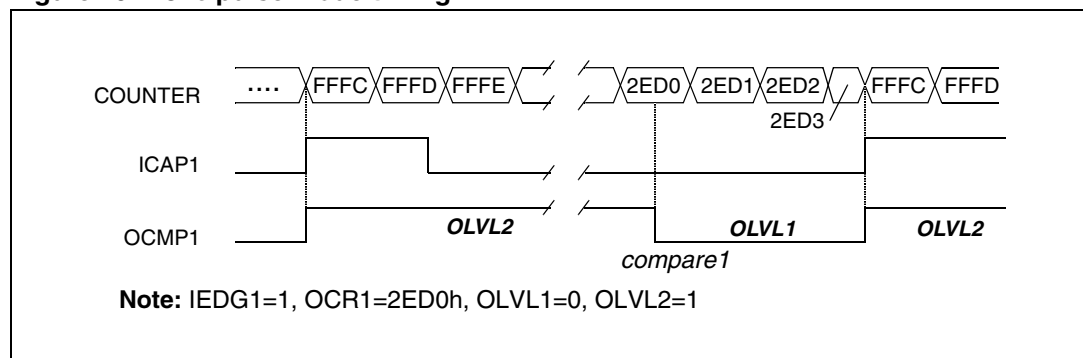 COUNTER .... FFFC FFFD FFFE 2ED0 2ED1 2ED2 FFFC FFFD
2ED3
ICAP1
OCMP1 OLVL2 OLVL1 OLVL2
compare1
Note: IEDG1=1, OCR1=2ED0h, OLVL1=0, OLVL2=1